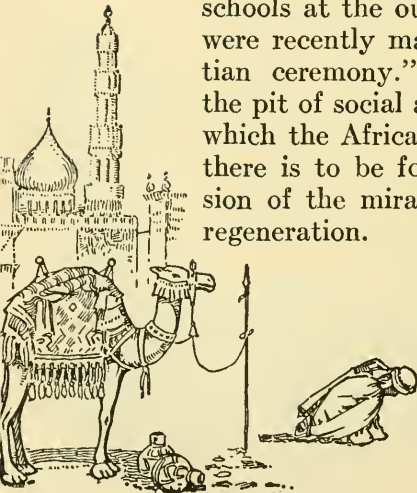 schools at the ou
were recently ma
tian ceremony."
the pit of social a
which the Africa
there is to be fo
sion of the mira
regeneration.